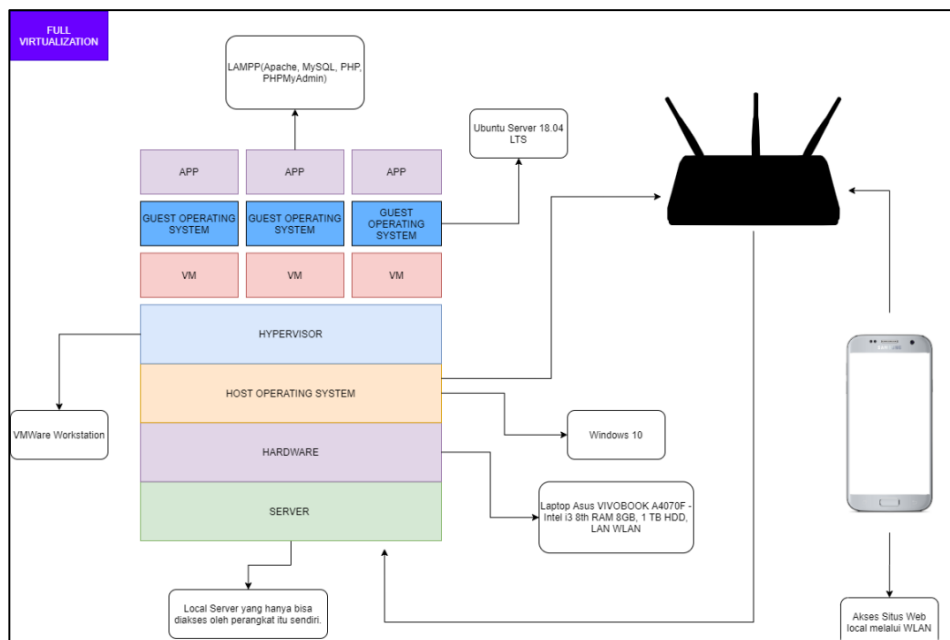 FULL
VIRTUALIZATION
LAMPP(Apache, MySQL, PHP,
PHPMyAdmin)
Ubuntu Server 18.04
LTS
APP
APP
APP
GUEST OPERATING
SYSTEM
GUEST OPERATING
SYSTEM
GUEST
OPERATING
SYSTEM
VM
VM
VM
HYPERVISOR
HOST OPERATING SYSTEM
VMWare Workstation
Windows 10
HARDWARE
Laptop Asus VIVOBOOK A4070F -
Intel i3 8th RAM 8GB, 1 TB HDD,
LAN WLAN
SERVER
Local Server yang hanya bisa
diakses oleh perangkat itu sendiri.
Akses Situs Web
local melalui WLAN